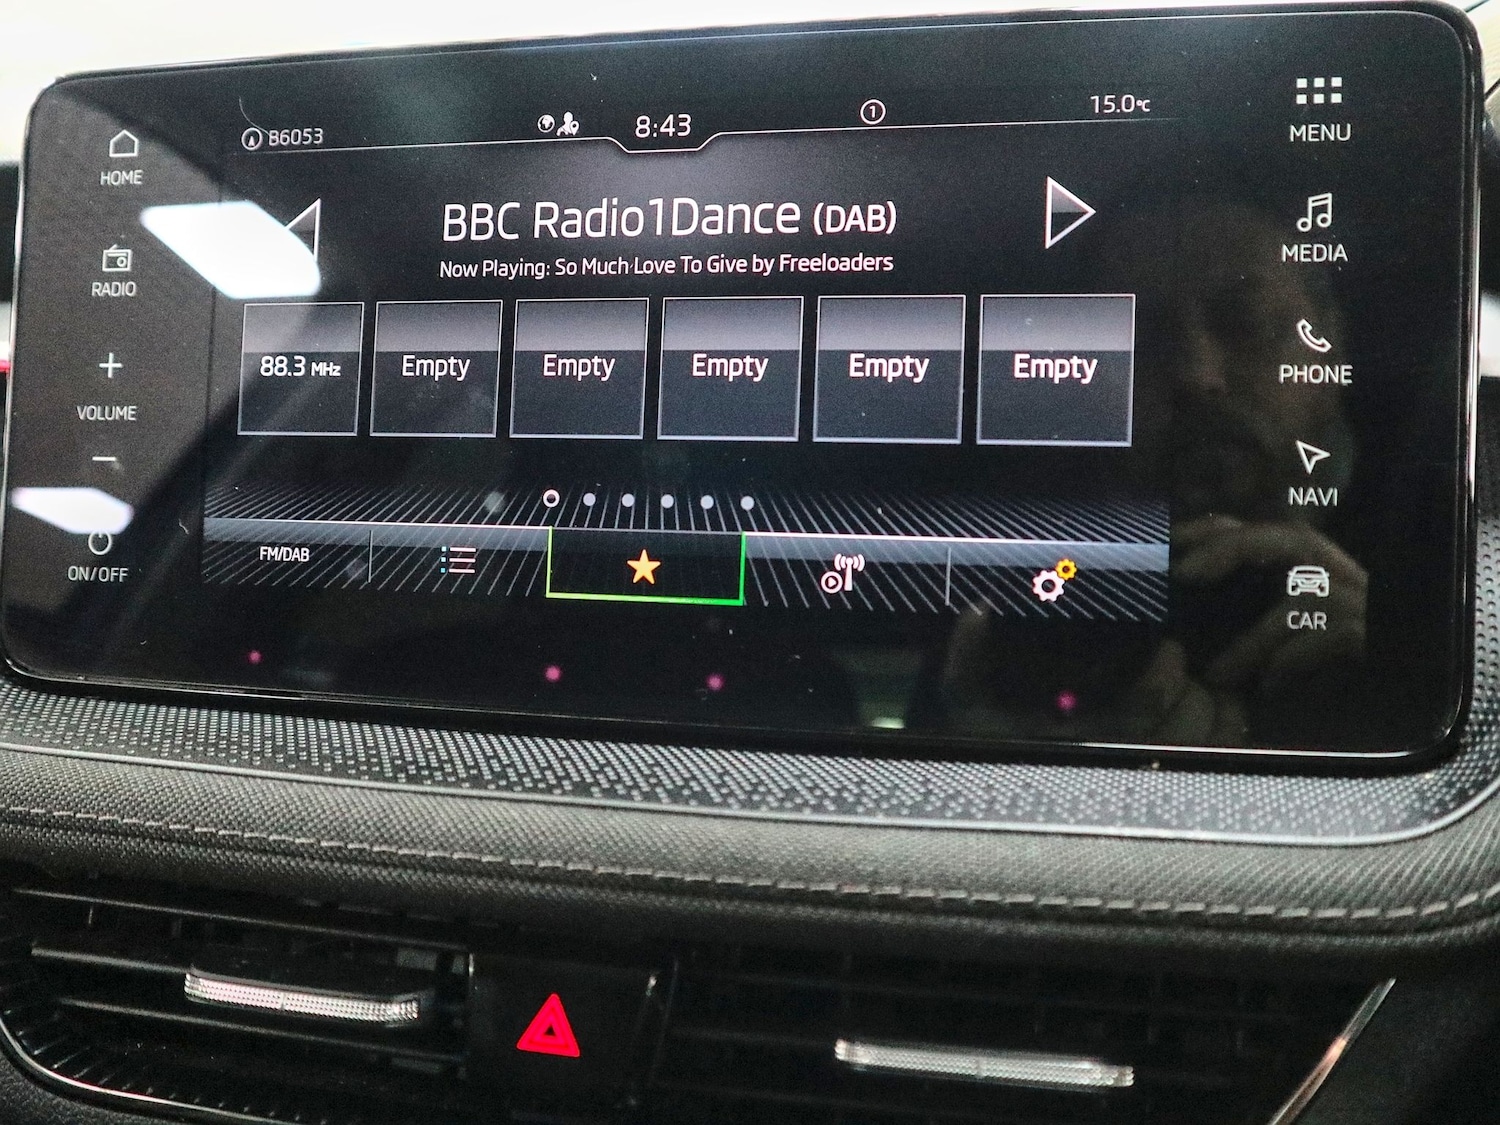 B6053
8:43
1
15.0°C
HOME
RADIO
VOLUME
ON/OFF
BBC Radio1Dance (DAB)
Now Playing: So Much Love To Give by Freeloaders
88.3 MHz
Empty
Empty
Empty
Empty
Empty
FM/DAB
MENU
MEDIA
PHONE
NAVI
CAR